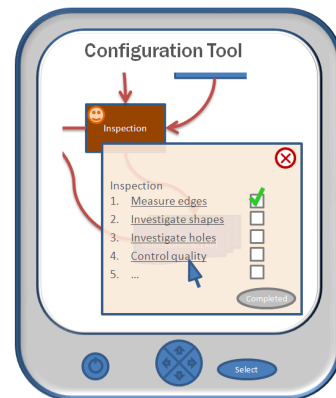 Configuration Tool
Inspection
Inspection
1. Measure edges
2. Investigate shapes
3. Investigate holes
4. Control quality
5. ...
Completed
Select